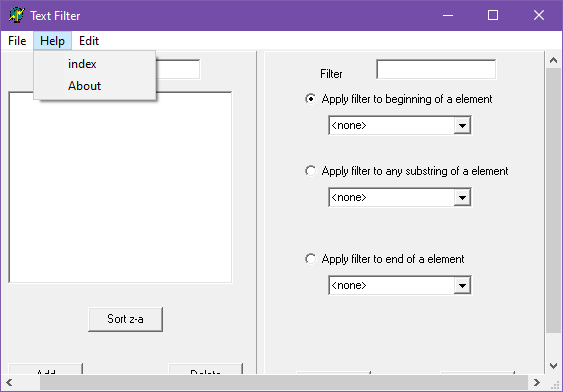 Text Filter
File Help Edit
index
About
Filter
Apply filter to beginning of a element
<none>
Apply filter to any substring of a element
<none>
Apply filter to end of a element
<none>
Sort z-a
Add Delete